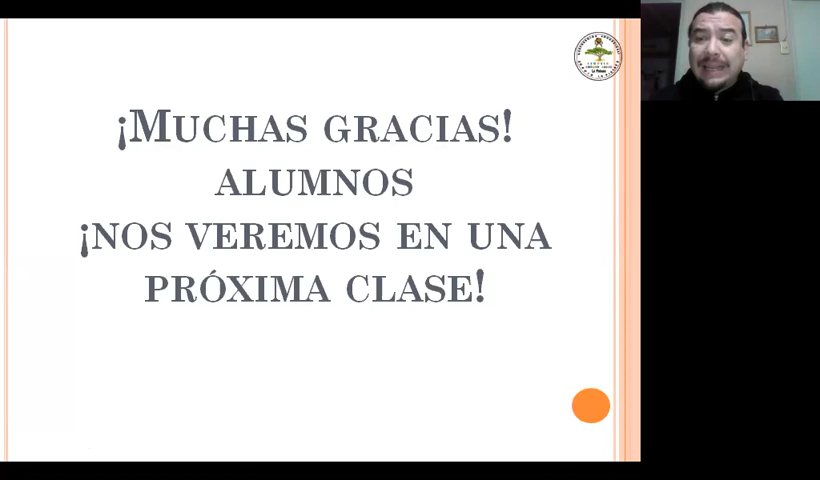 ¡Muchas gracias!
alumnos
¡nos veremos en una
próxima clase!